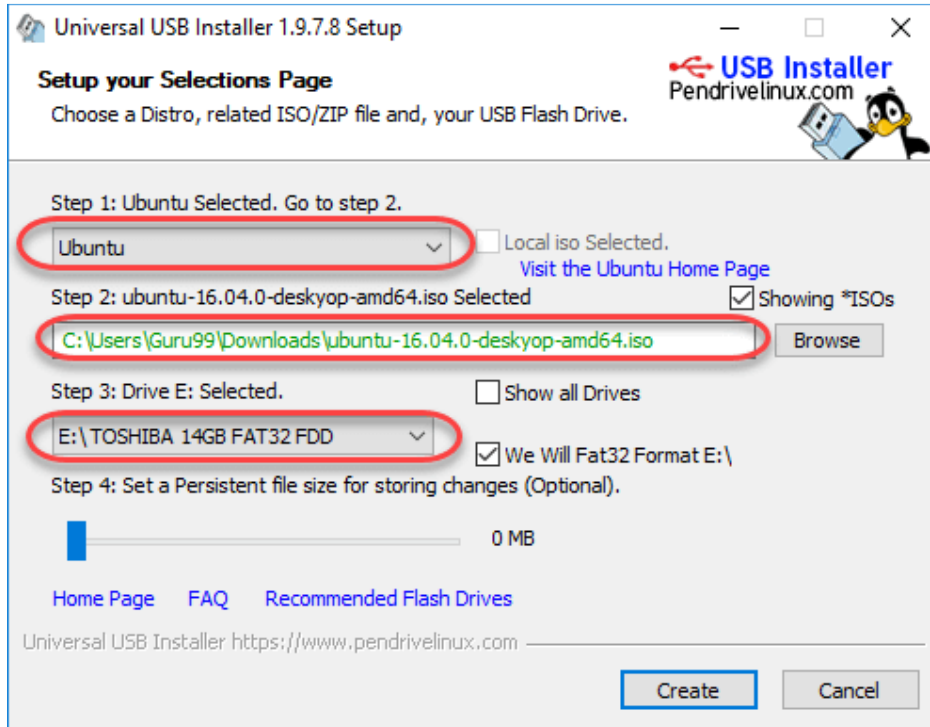 Universal USB Installer 1.9.7.8 Setup
Setup your Selections Page
Choose a Distro, related ISO/ZIP file and, your USB Flash Drive.
USB Installer
Pendrivelinux.com
Step 1: Ubuntu Selected. Go to step 2.
Ubuntu
Local iso Selected.
Visit the Ubuntu Home Page
Step 2: ubuntu-16.04.0-deskyop-amd64.iso Selected
Showing *ISOs
C:\Users\Guru99\Downloads\ubuntu-16.04.0-deskyop-amd64.iso
Browse
Step 3: Drive E: Selected.
Show all Drives
E:\ TOSHIBA 14GB FAT32 FDD
We Will Fat32 Format E:\
Step 4: Set a Persistent file size for storing changes (Optional).
0 MB
Home Page FAQ Recommended Flash Drives
Universal USB Installer https://www.pendrivelinux.com
Create Cancel